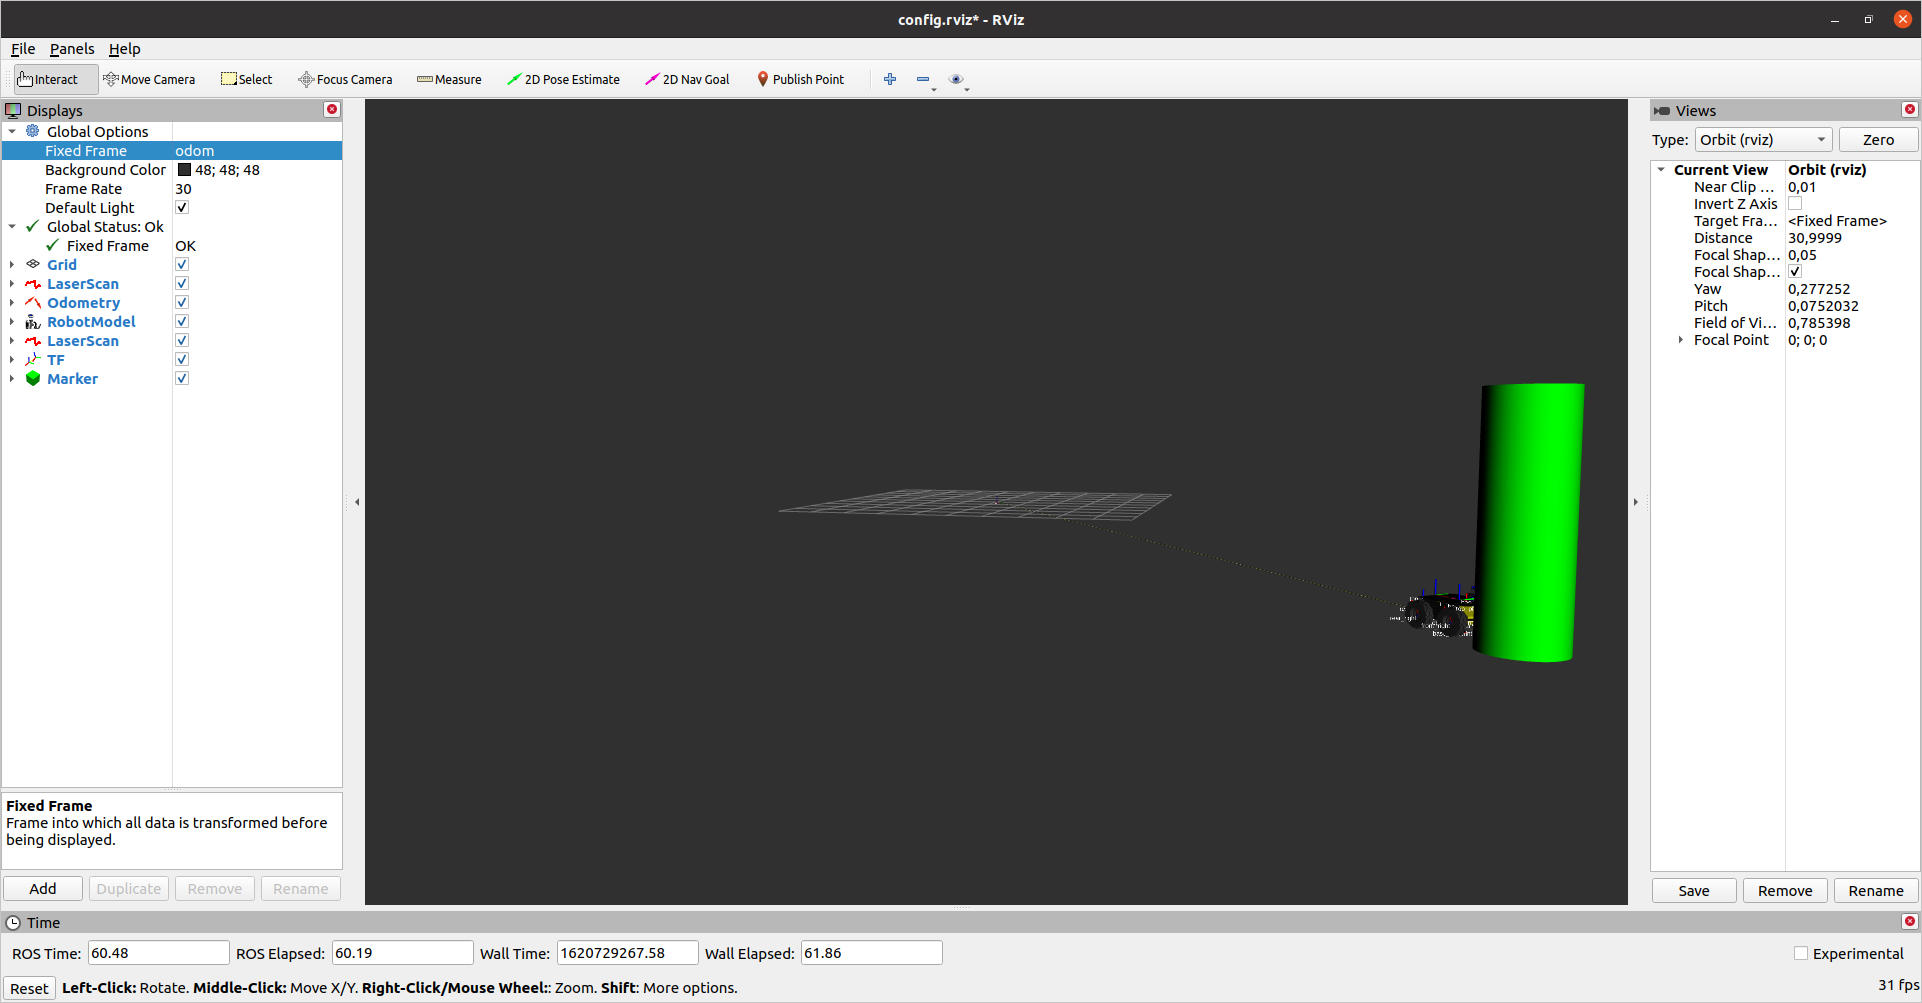 config.rviz* - RViz
File Panels Help
Interact Move Camera Select Focus Camera Measure 2D Pose Estimate 2D Nav Goal Publish Point
Displays
Global Options
Fixed Frame odom
Background Color 48; 48; 48
Frame Rate 30
Default Light
Global Status: Ok
Fixed Frame OK
Grid
LaserScan
Odometry
RobotModel
LaserScan
TF
Marker
Fixed Frame
Frame into which all data is transformed before
being displayed.
Add Duplicate Remove Rename
rear_right
Views
Type: Orbit (rviz) Zero
Current View Orbit (rviz)
Near Clip ... 0,01
Invert Z Axis
Target Fra... <Fixed Frame>
Distance 30,9999
Focal Shap... 0,05
Focal Shap...
Yaw 0,277252
Pitch 0,0752032
Field of Vi... 0,785398
Focal Point 0; 0; 0
Save Remove Rename
Time
ROS Time: 60.48 ROS Elapsed: 60.19 Wall Time: 1620729267.58 Wall Elapsed: 61.86 Experimental
Reset Left-Click: Rotate. Middle-Click: Move X/Y. Right-Click/Mouse Wheel:: Zoom. Shift: More options. 31 fps